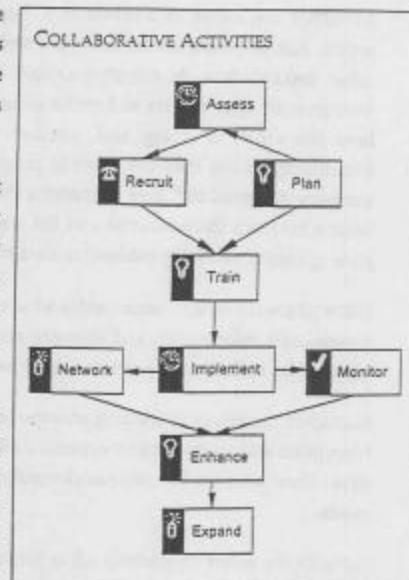 COLLABORATIVE ACTIVITIES
Assess
Recruit
Plan
Train
Network
Implement
Monitor
Enhance
Expand